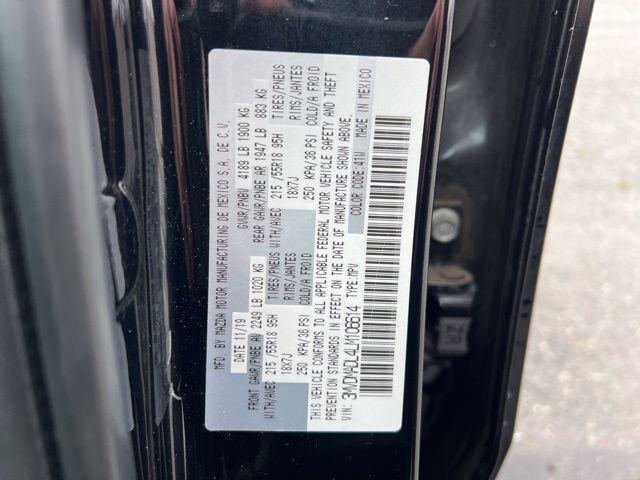 MFG. BY MAZDA MOTOR MANUFACTURING DE MEXICO S.A. DE C.V.
DATE 11/19 GVWR/PNBV 4189 LB 1900 KG
FRONT GAWR/PNBE AV 2249 LB 1020 KG REAR GAWR/PNBE AR 1947 LB 883 KG
WITH/AVEC 215/55R18 95H TIRES/PNEUS WITH/AVEC 215/55R18 95H TIRES/PNEUS
18X7J RIMS/JANTES 18X7J RIMS/JANTES
250 KPA/36 PSI COLD/A FROID 250 KPA/36 PSI COLD/A FROID
THIS VEHICLE CONFORMS TO ALL APPLICABLE FEDERAL MOTOR VEHICLE SAFETY AND THEFT
PREVENTION STANDARDS IN EFFECT ON THE DATE OF MANUFACTURE SHOWN ABOVE.
VIN: 3MVDMADL4LM106614 TYPE: MPV COLOR CODE: 41W MADE IN MEXICO
ZR